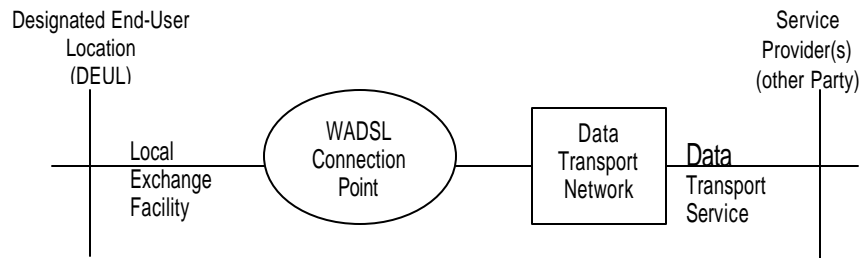 Designated End-User
Location
(DEUL)
Service
Provider(s)
(other Party)
Local
Exchange
Facility
WADSL
Connection
Point
Data
Transport
Network
Data
Transport
Service